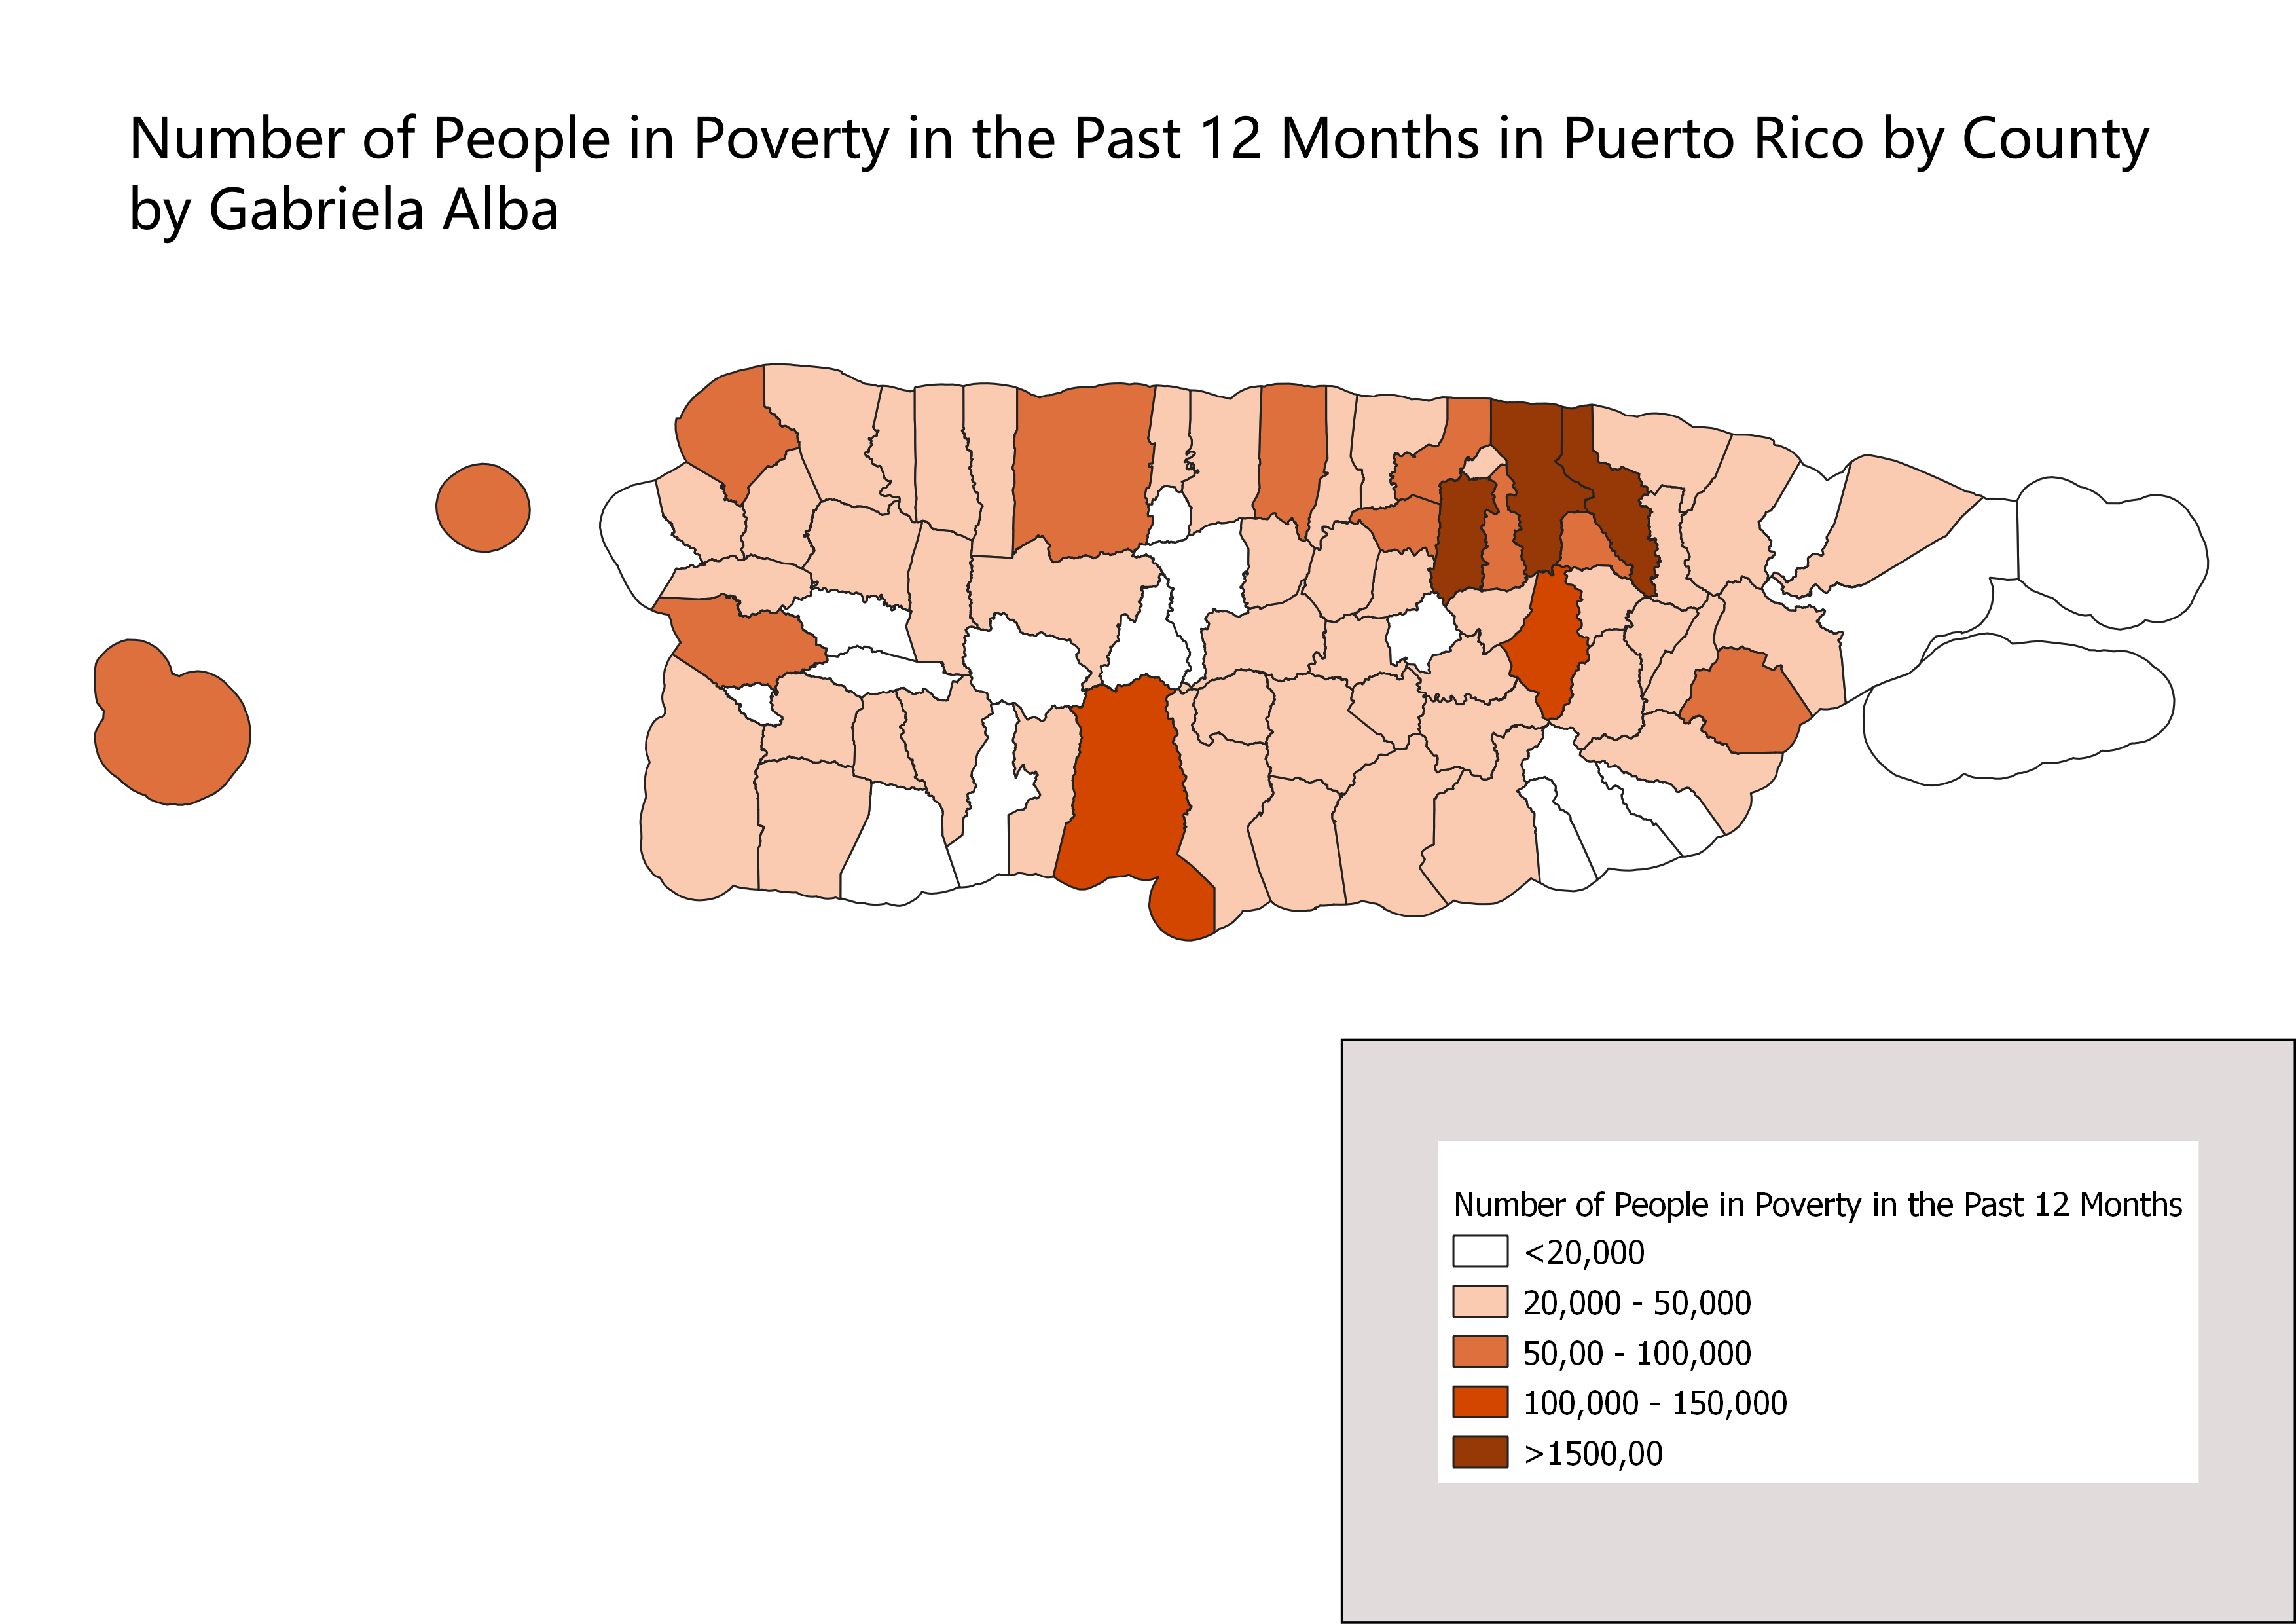 Number of People in Poverty in the Past 12 Months in Puerto Rico by County
by Gabriela Alba
Number of People in Poverty in the Past 12 Months
<20,000
20,000 - 50,000
50,00 - 100,000
100,000 - 150,000
>1500,00